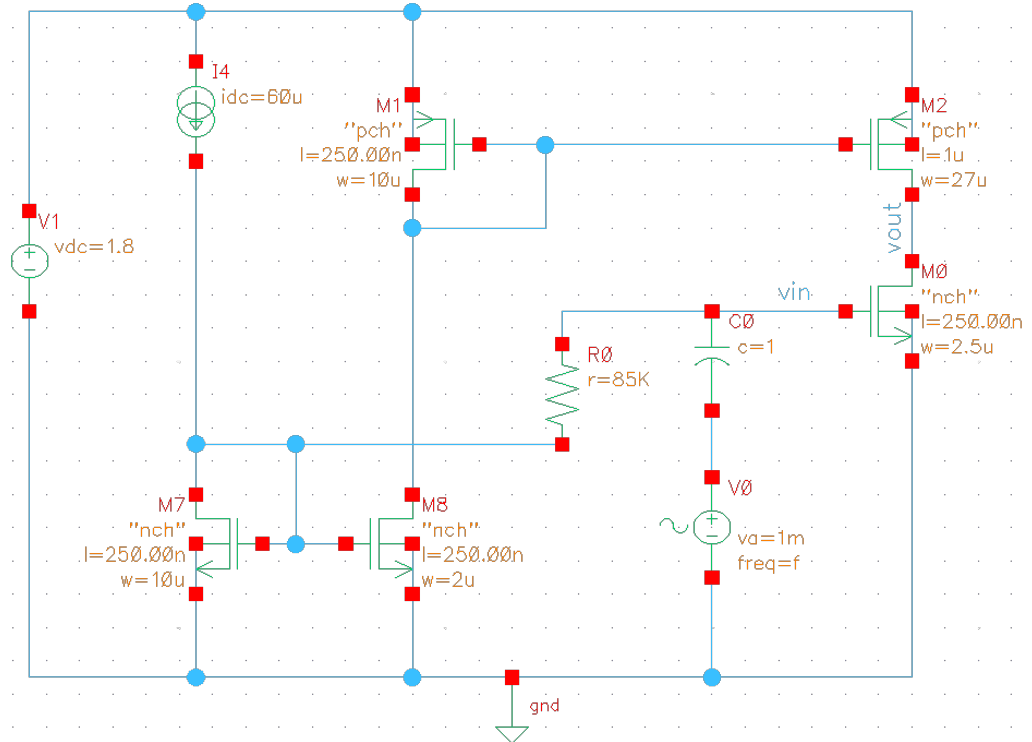 I4
idc=60u
M1
"pch"
l=250.00n
w=10u
M2
"pch"
l=1u
w=27u
V1
vdc=1.8
+
−
vout
vin
M0
"nch"
l=250.00n
w=2.5u
C0
c=1
R0
r=85K
M7
"nch"
l=250.00n
w=10u
M8
"nch"
l=250.00n
w=2u
V0
+
−
va=1m
freq=f
gnd